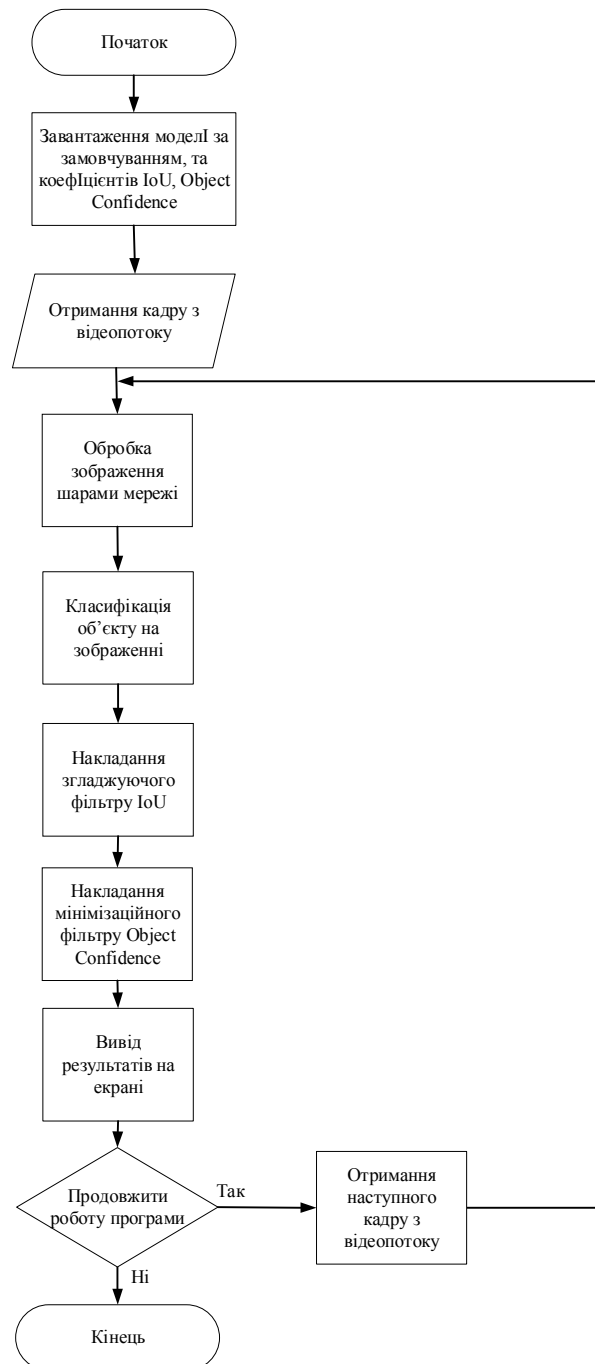 Початок
Завантаження моделІ за
замовчуванням, та
коефІцієнтів IoU, Object
Confidence
Отримання кадру з
відеопотоку
Обробка
зображення
шарами мережі
Класифікація
об’єкту на
зображенні
Накладання
згладжуючого
фільтру IoU
Накладання
мінімізаційного
фільтру Object
Confidence
Вивід
результатів на
екрані
Продовжити
роботу програми
Так
Отримання
наступного
кадру з
відеопотоку
Ні
Кінець